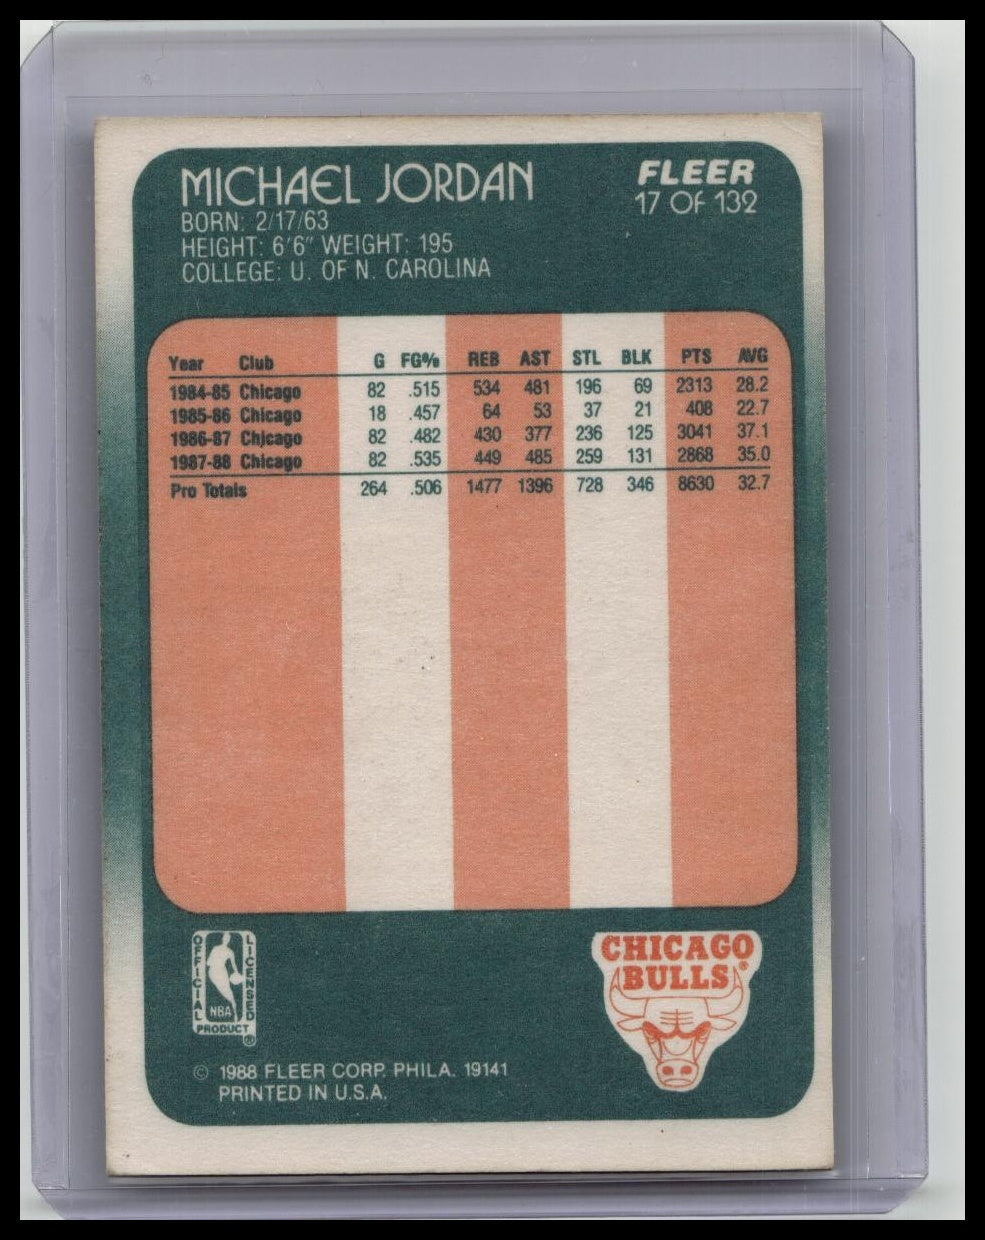 MICHAEL JORDAN
FLEER
17 OF 132
BORN: 2/17/63
HEIGHT: 6'6" WEIGHT: 195
COLLEGE: U. OF N. CAROLINA
Year Club G FG% REB AST STL BLK PTS AVG
1984-85 Chicago 82 .515 534 481 196 69 2313 28.2
1985-86 Chicago 18 .457 64 53 37 21 408 22.7
1986-87 Chicago 82 .482 430 377 236 125 3041 37.1
1987-88 Chicago 82 .535 449 485 259 131 2868 35.0
Pro Totals 264 .506 1477 1396 728 346 8630 32.7
OFFICIAL
LICENSED
NBA
PRODUCT ®
CHICAGO
BULLS®
© 1988 FLEER CORP. PHILA. 19141
PRINTED IN U.S.A.